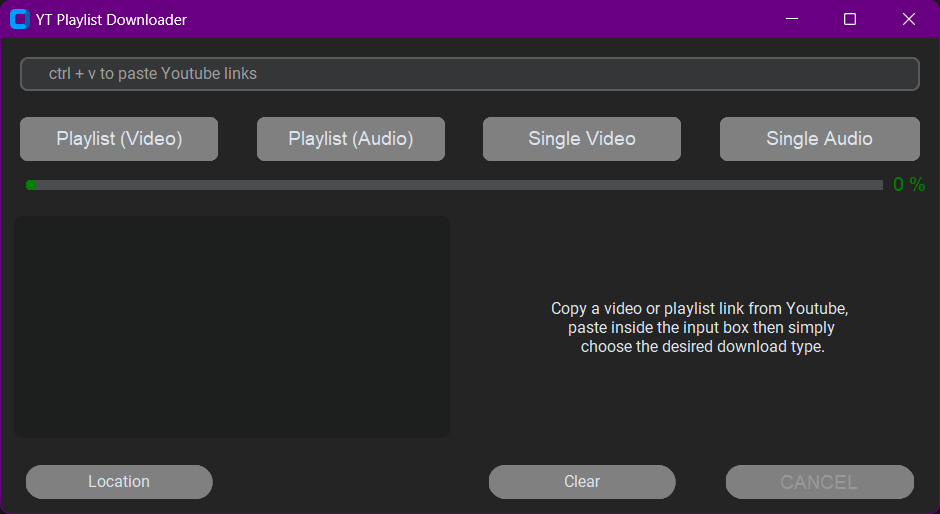 YT Playlist Downloader
ctrl + v to paste Youtube links
Playlist (Video)
Playlist (Audio)
Single Video
Single Audio
0 %
Copy a video or playlist link from Youtube,
paste inside the input box then simply
choose the desired download type.
Location
Clear
CANCEL